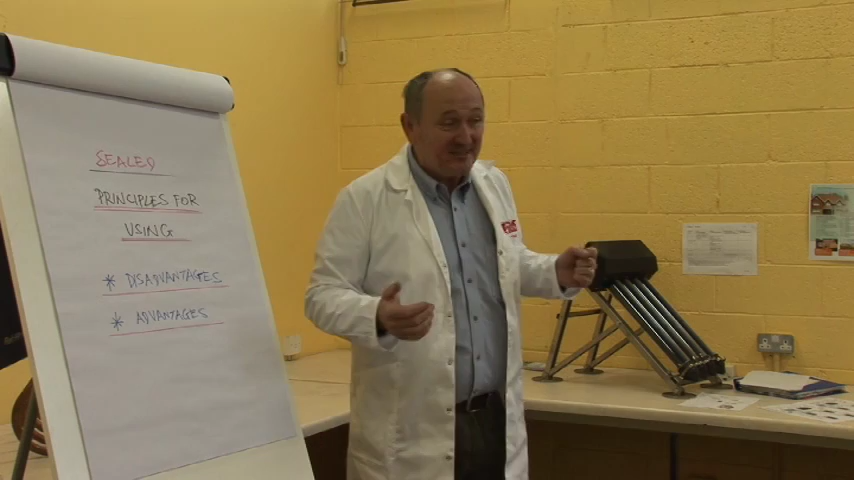 SEALED
PRINCIPLES FOR
USING
* DISADVANTAGES
* ADVANTAGES